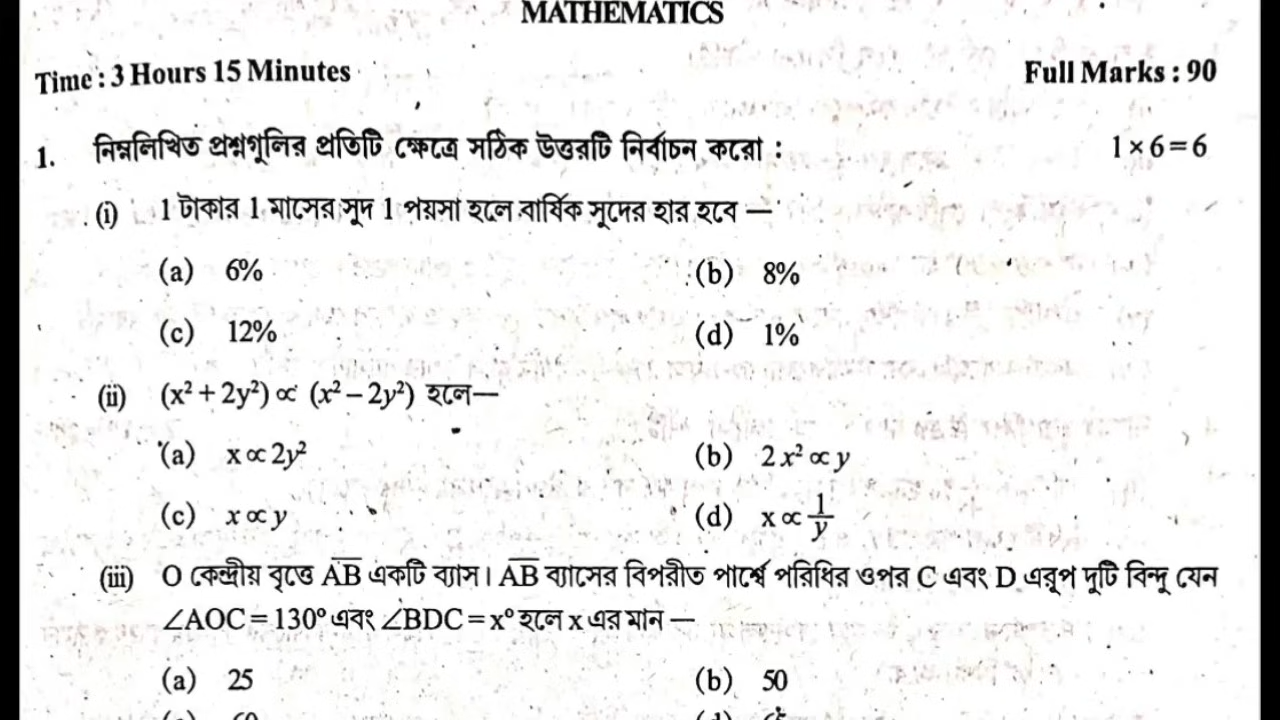 MATHEMATICS
Time : 3 Hours 15 Minutes Full Marks : 90
1. নিম্নলিখিত প্রশ্নগুলির প্রতিটি ক্ষেত্রে সঠিক উত্তরটি নির্বাচন করো : 1 × 6 = 6
(i) 1 টাকার 1 মাসের সুদ 1 পয়সা হলে বার্ষিক সুদের হার হবে —
(a) 6% (b) 8%
(c) 12% (d) 1%
(ii) (x² + 2y²) ∝ (x² – 2y²) হলে—
(a) x ∝ 2y² (b) 2x² ∝ y
(c) x ∝ y (d) x ∝ 1/y
(iii) O কেন্দ্রীয় বৃত্তে A̅B̅ একটি ব্যাস। A̅B̅ ব্যাসের বিপরীত পার্শ্বে পরিধির ওপর C এবং D এরূপ দুটি বিন্দু যেন
∠AOC = 130° এবং ∠BDC = x° হলে x এর মান —
(a) 25 (b) 50